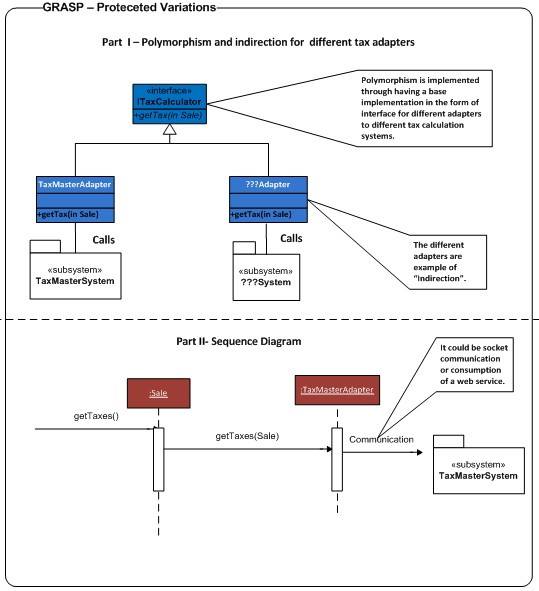 GRASP – Proteceted Variations
Part I – Polymorphism and indirection for different tax adapters
«interface»
ITaxCalculator
+getTax(in Sale)
Polymorphism is implemented
through having a base
implementation in the form of
interface for different adapters
to different tax calculation
systems.
TaxMasterAdapter
+getTax(in Sale)
???Adapter
+getTax(in Sale)
Calls
Calls
«subsystem»
TaxMasterSystem
«subsystem»
???System
The different
adapters are
example of
"Indirection".
Part II- Sequence Diagram
It could be socket
communication
or consumption
of a web service.
:Sale
:TaxMasterAdapter
getTaxes()
getTaxes(Sale)
Communication
«subsystem»
TaxMasterSystem